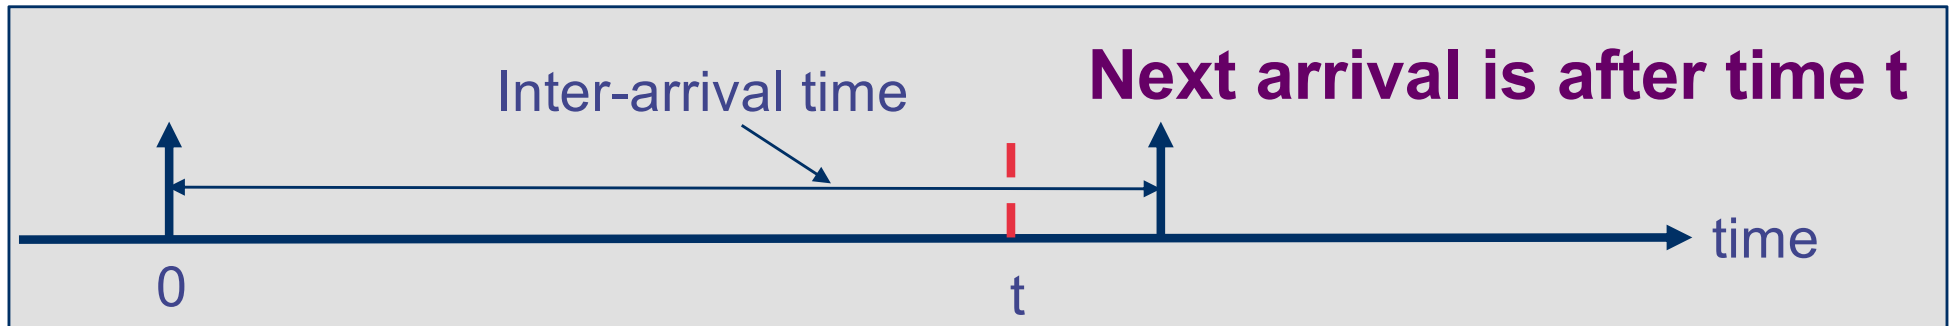 Next arrival is after time t
Inter-arrival time
time
0
t